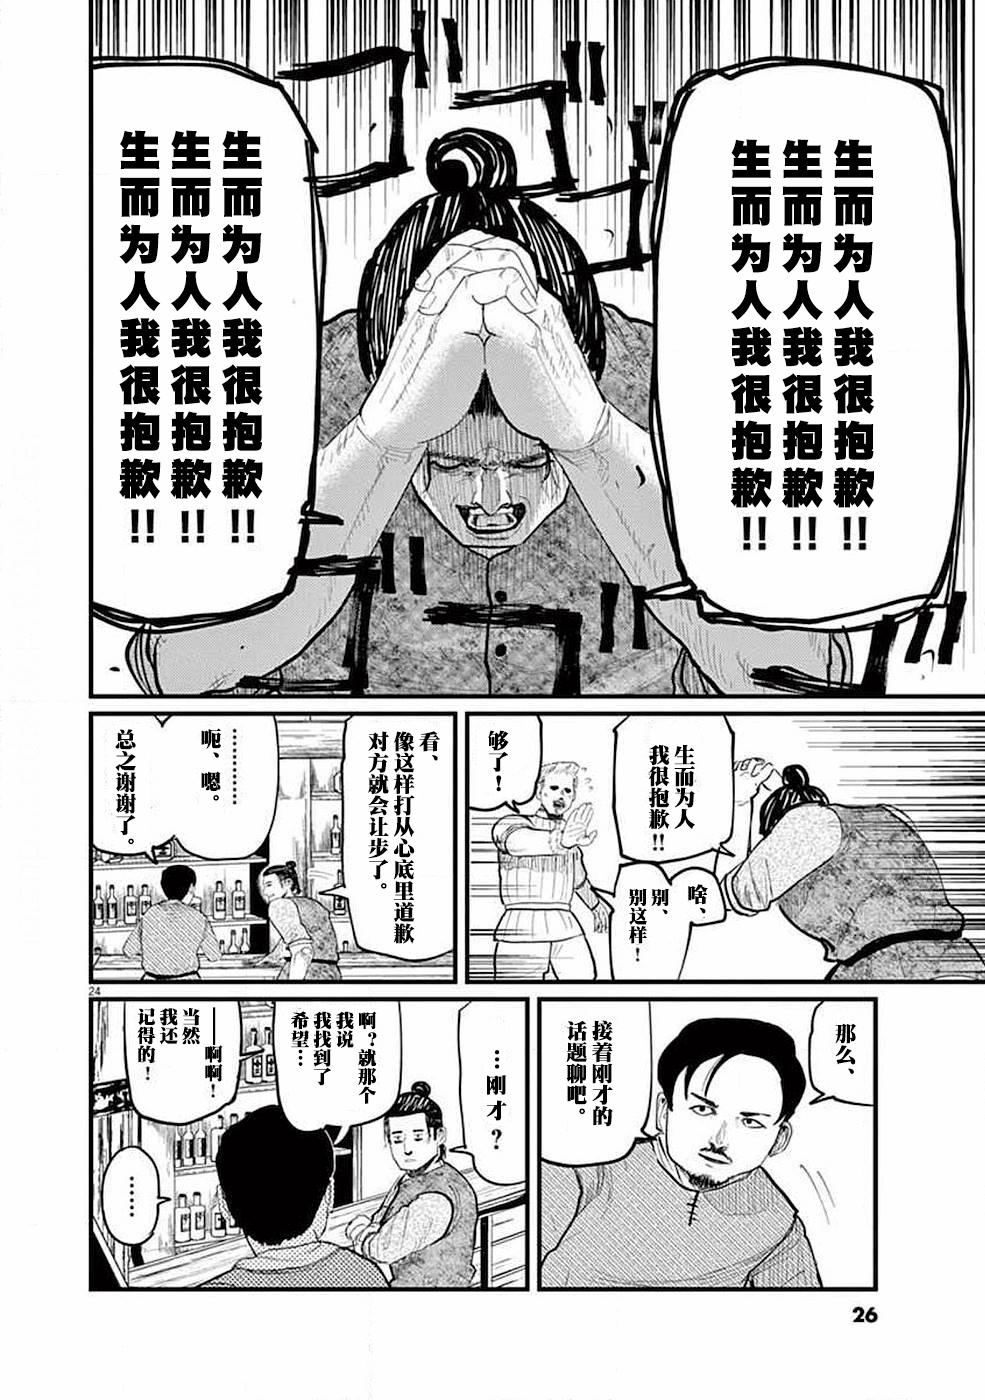 生而为人我很抱歉!!
生而为人我很抱歉!!
生而为人我很抱歉!!
生而为人我很抱歉!!
生而为人我很抱歉!!
生而为人我很抱歉!!
生而为人
我很抱歉!!
啥、
别、
别这样！
够了！
看、
像这样打从心底里道歉
对方就会让步了。
………
呃、嗯。
总之谢谢了。
24
那么、
接着刚才的
话题聊吧。
…刚才？
啊？就那个
我说
我找到了
希望…
——啊啊！
当然
我还
记得的！
……
26